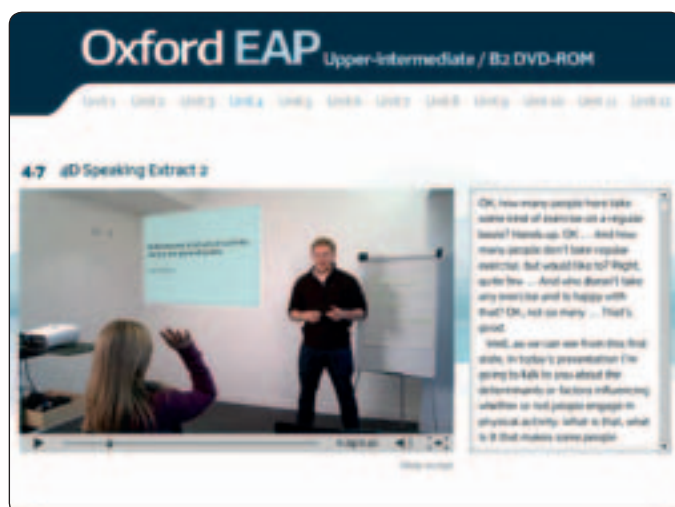 Oxford EAP Upper-intermediate / B2 DVD-ROM
Unit 1 Unit 2 Unit 3 Unit 4 Unit 5 Unit 6 Unit 7 Unit 8 Unit 9 Unit 10 Unit 11 Unit 12
4.7 4D Speaking Extract 2
OK, how many people here take
some kind of exercise on a regular
basis? Hands up. OK ... And how
many people don't take regular
exercise, but would like to? Right,
quite few ... And who doesn't take
any exercise and is happy with
that? OK, not so many ... That's
good.
Well, as we can see from this first
slide, in today's presentation I'm
going to talk to you about the
determinants or factors influencing
whether or not people engage in
physical activity. What is that, what
is it that makes some people